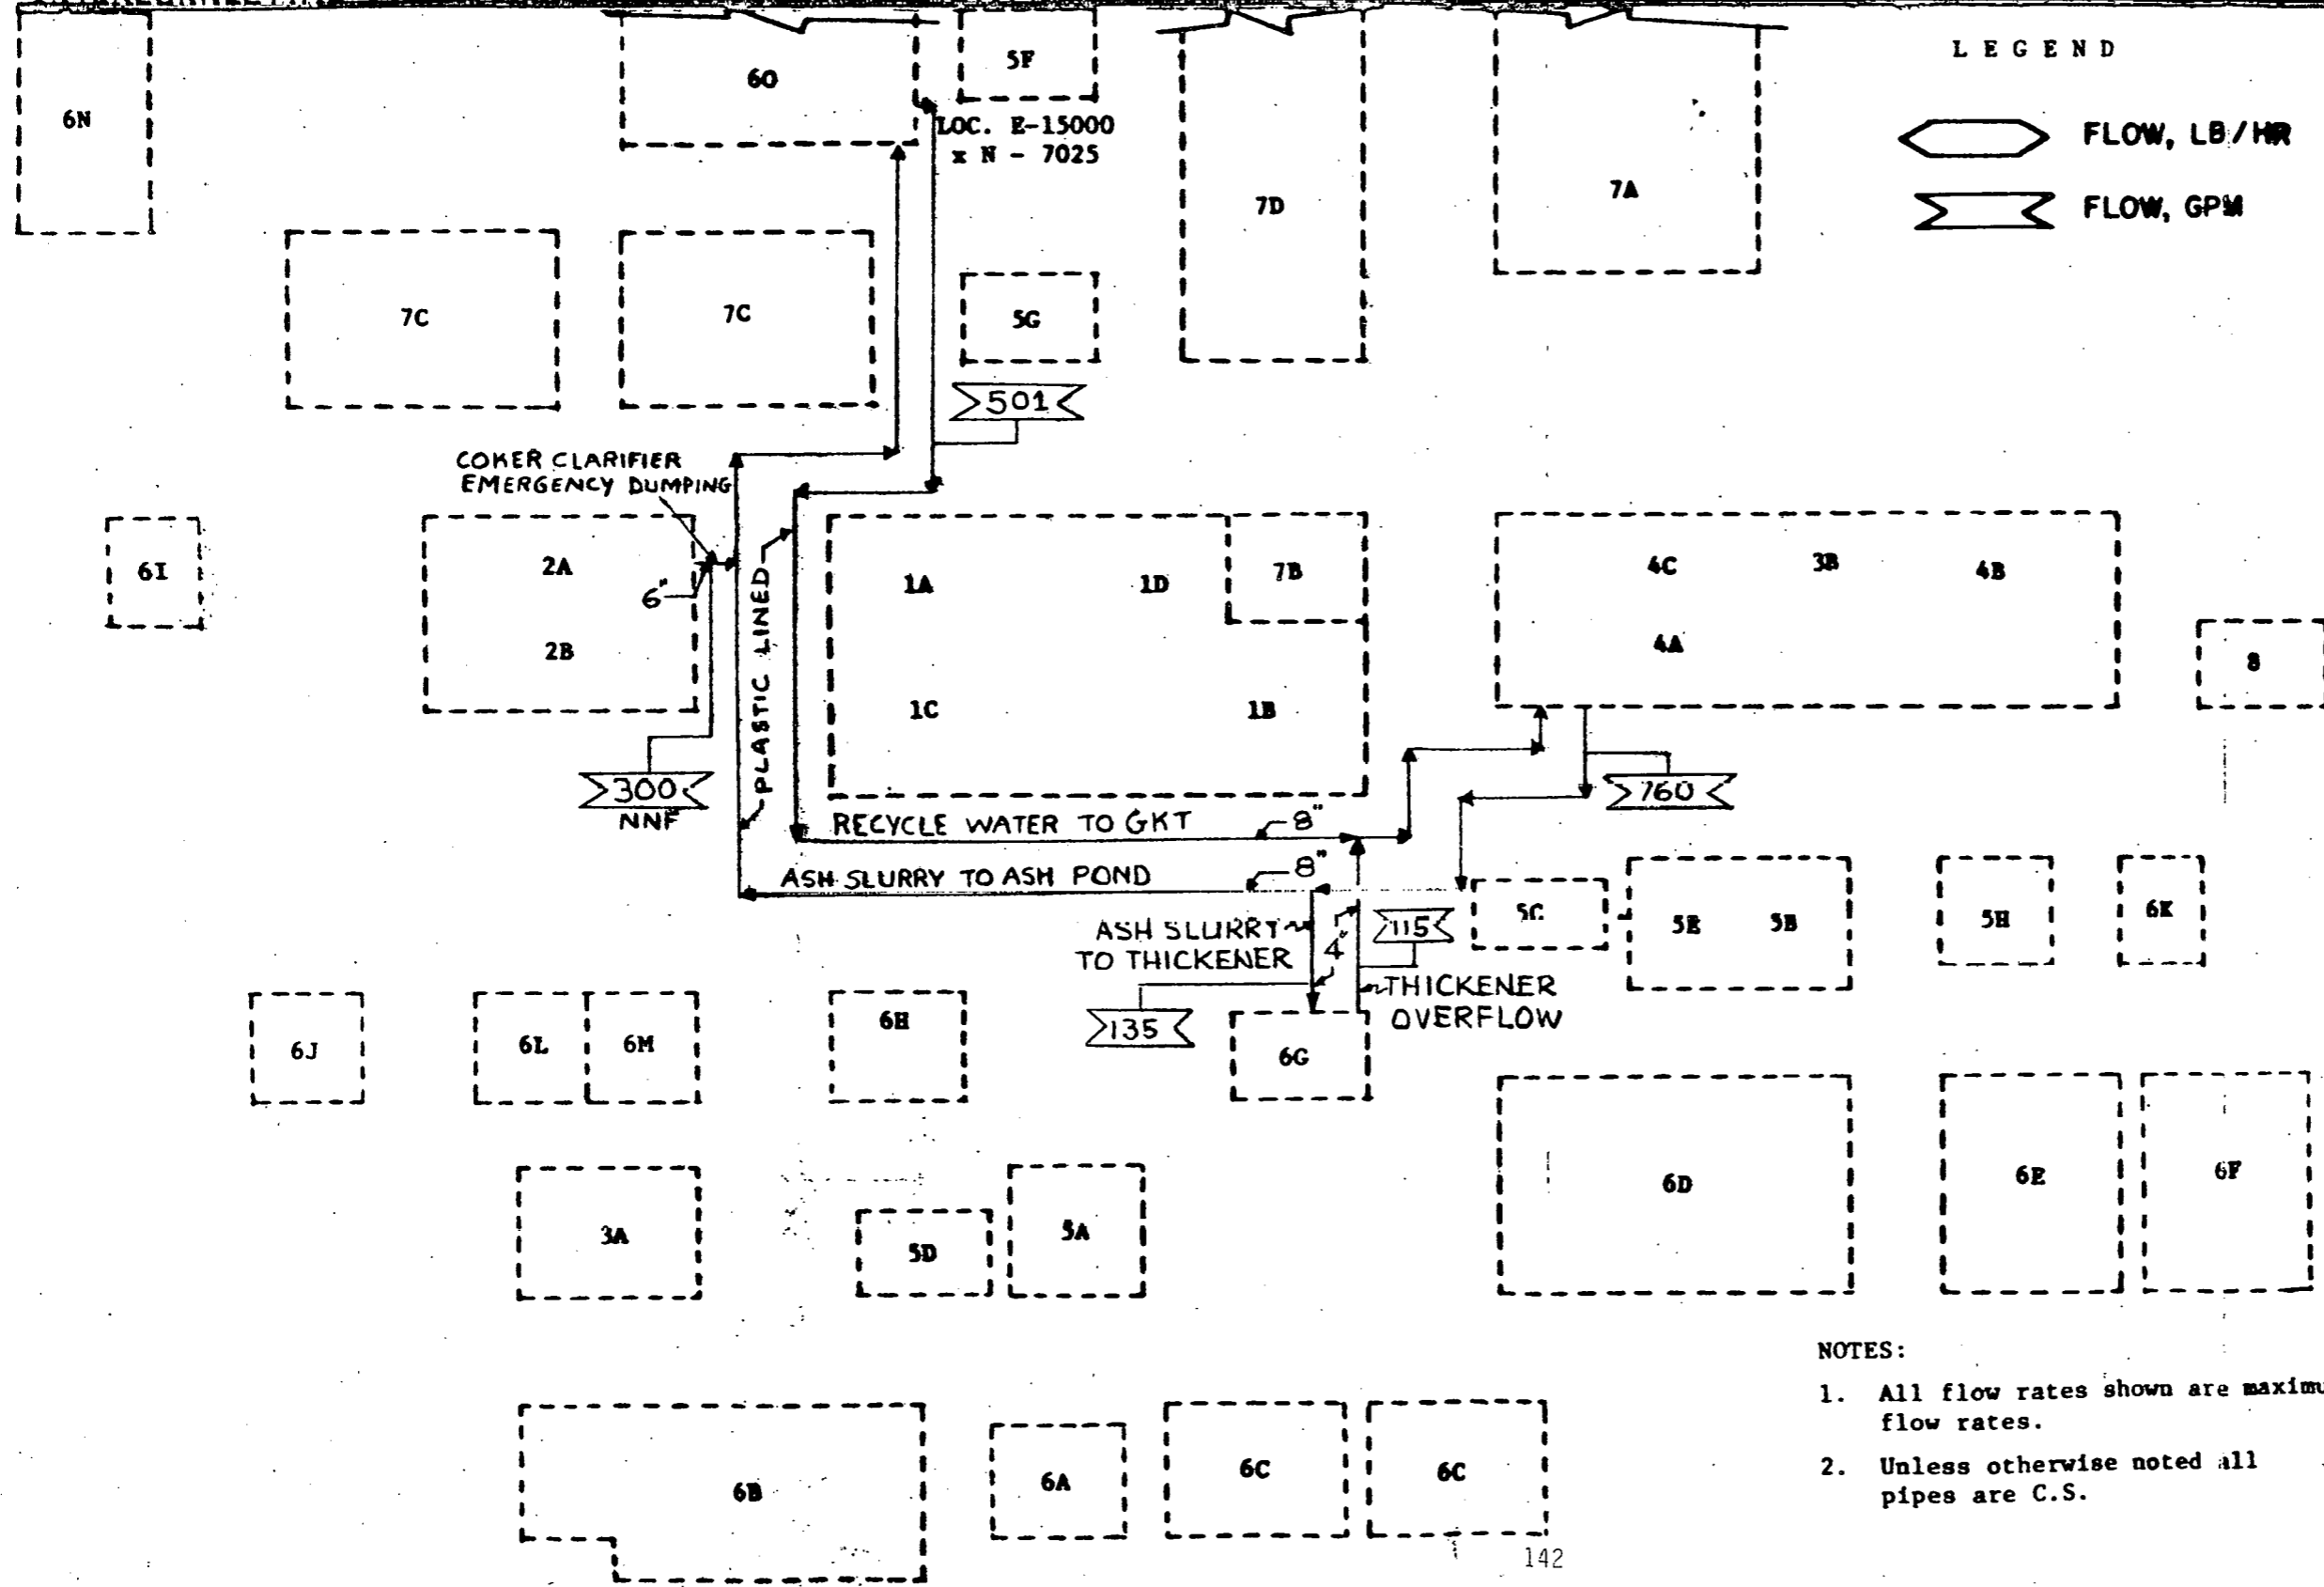 LEGEND
FLOW, LB/HR
FLOW, GPM
6N
60
5F
LOC. E-15000
x N - 7025
7D
7A
7C
7C
5G
501
COKER CLARIFIER
EMERGENCY DUMPING
6I
2A
6"
2B
PLASTIC LINED
1A
1D
7B
1C
1B
4C
3B
4B
4A
8
300
NNF
760
RECYCLE WATER TO GKT
8"
ASH SLURRY TO ASH POND
8"
ASH SLURRY
TO THICKENER
4"
115
5C
5E
5B
5H
6K
THICKENER
OVERFLOW
135
6J
6L
6M
6H
6G
6D
6E
6F
3A
5D
5A
NOTES:
1. All flow rates shown are maximu
flow rates.
2. Unless otherwise noted all
pipes are C.S.
6B
6A
6C
6C
142